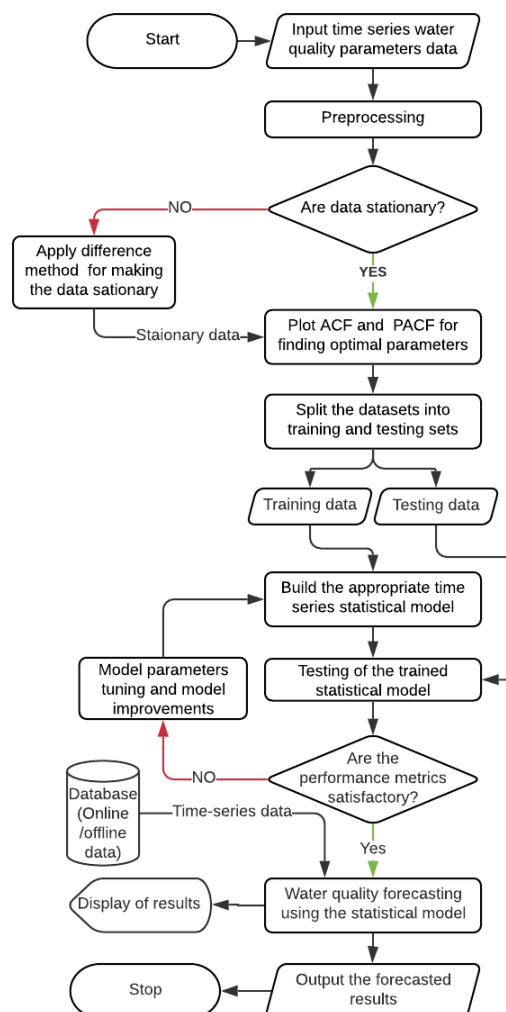 Start
Input time series water
quality parameters data
Preprocessing
Are data stationary?
NO
Apply difference
method for making
the data sationary
YES
Staionary data
Plot ACF and PACF for
finding optimal parameters
Split the datasets into
training and testing sets
Training data
Testing data
Build the appropriate time
series statistical model
Model parameters
tuning and model
improvements
Testing of the trained
statistical model
Are the
performance metrics
satisfactory?
NO
Database
(Online
/offline
data)
Time-series data
Yes
Water quality forecasting
using the statistical model
Display of results
Output the forecasted
results
Stop